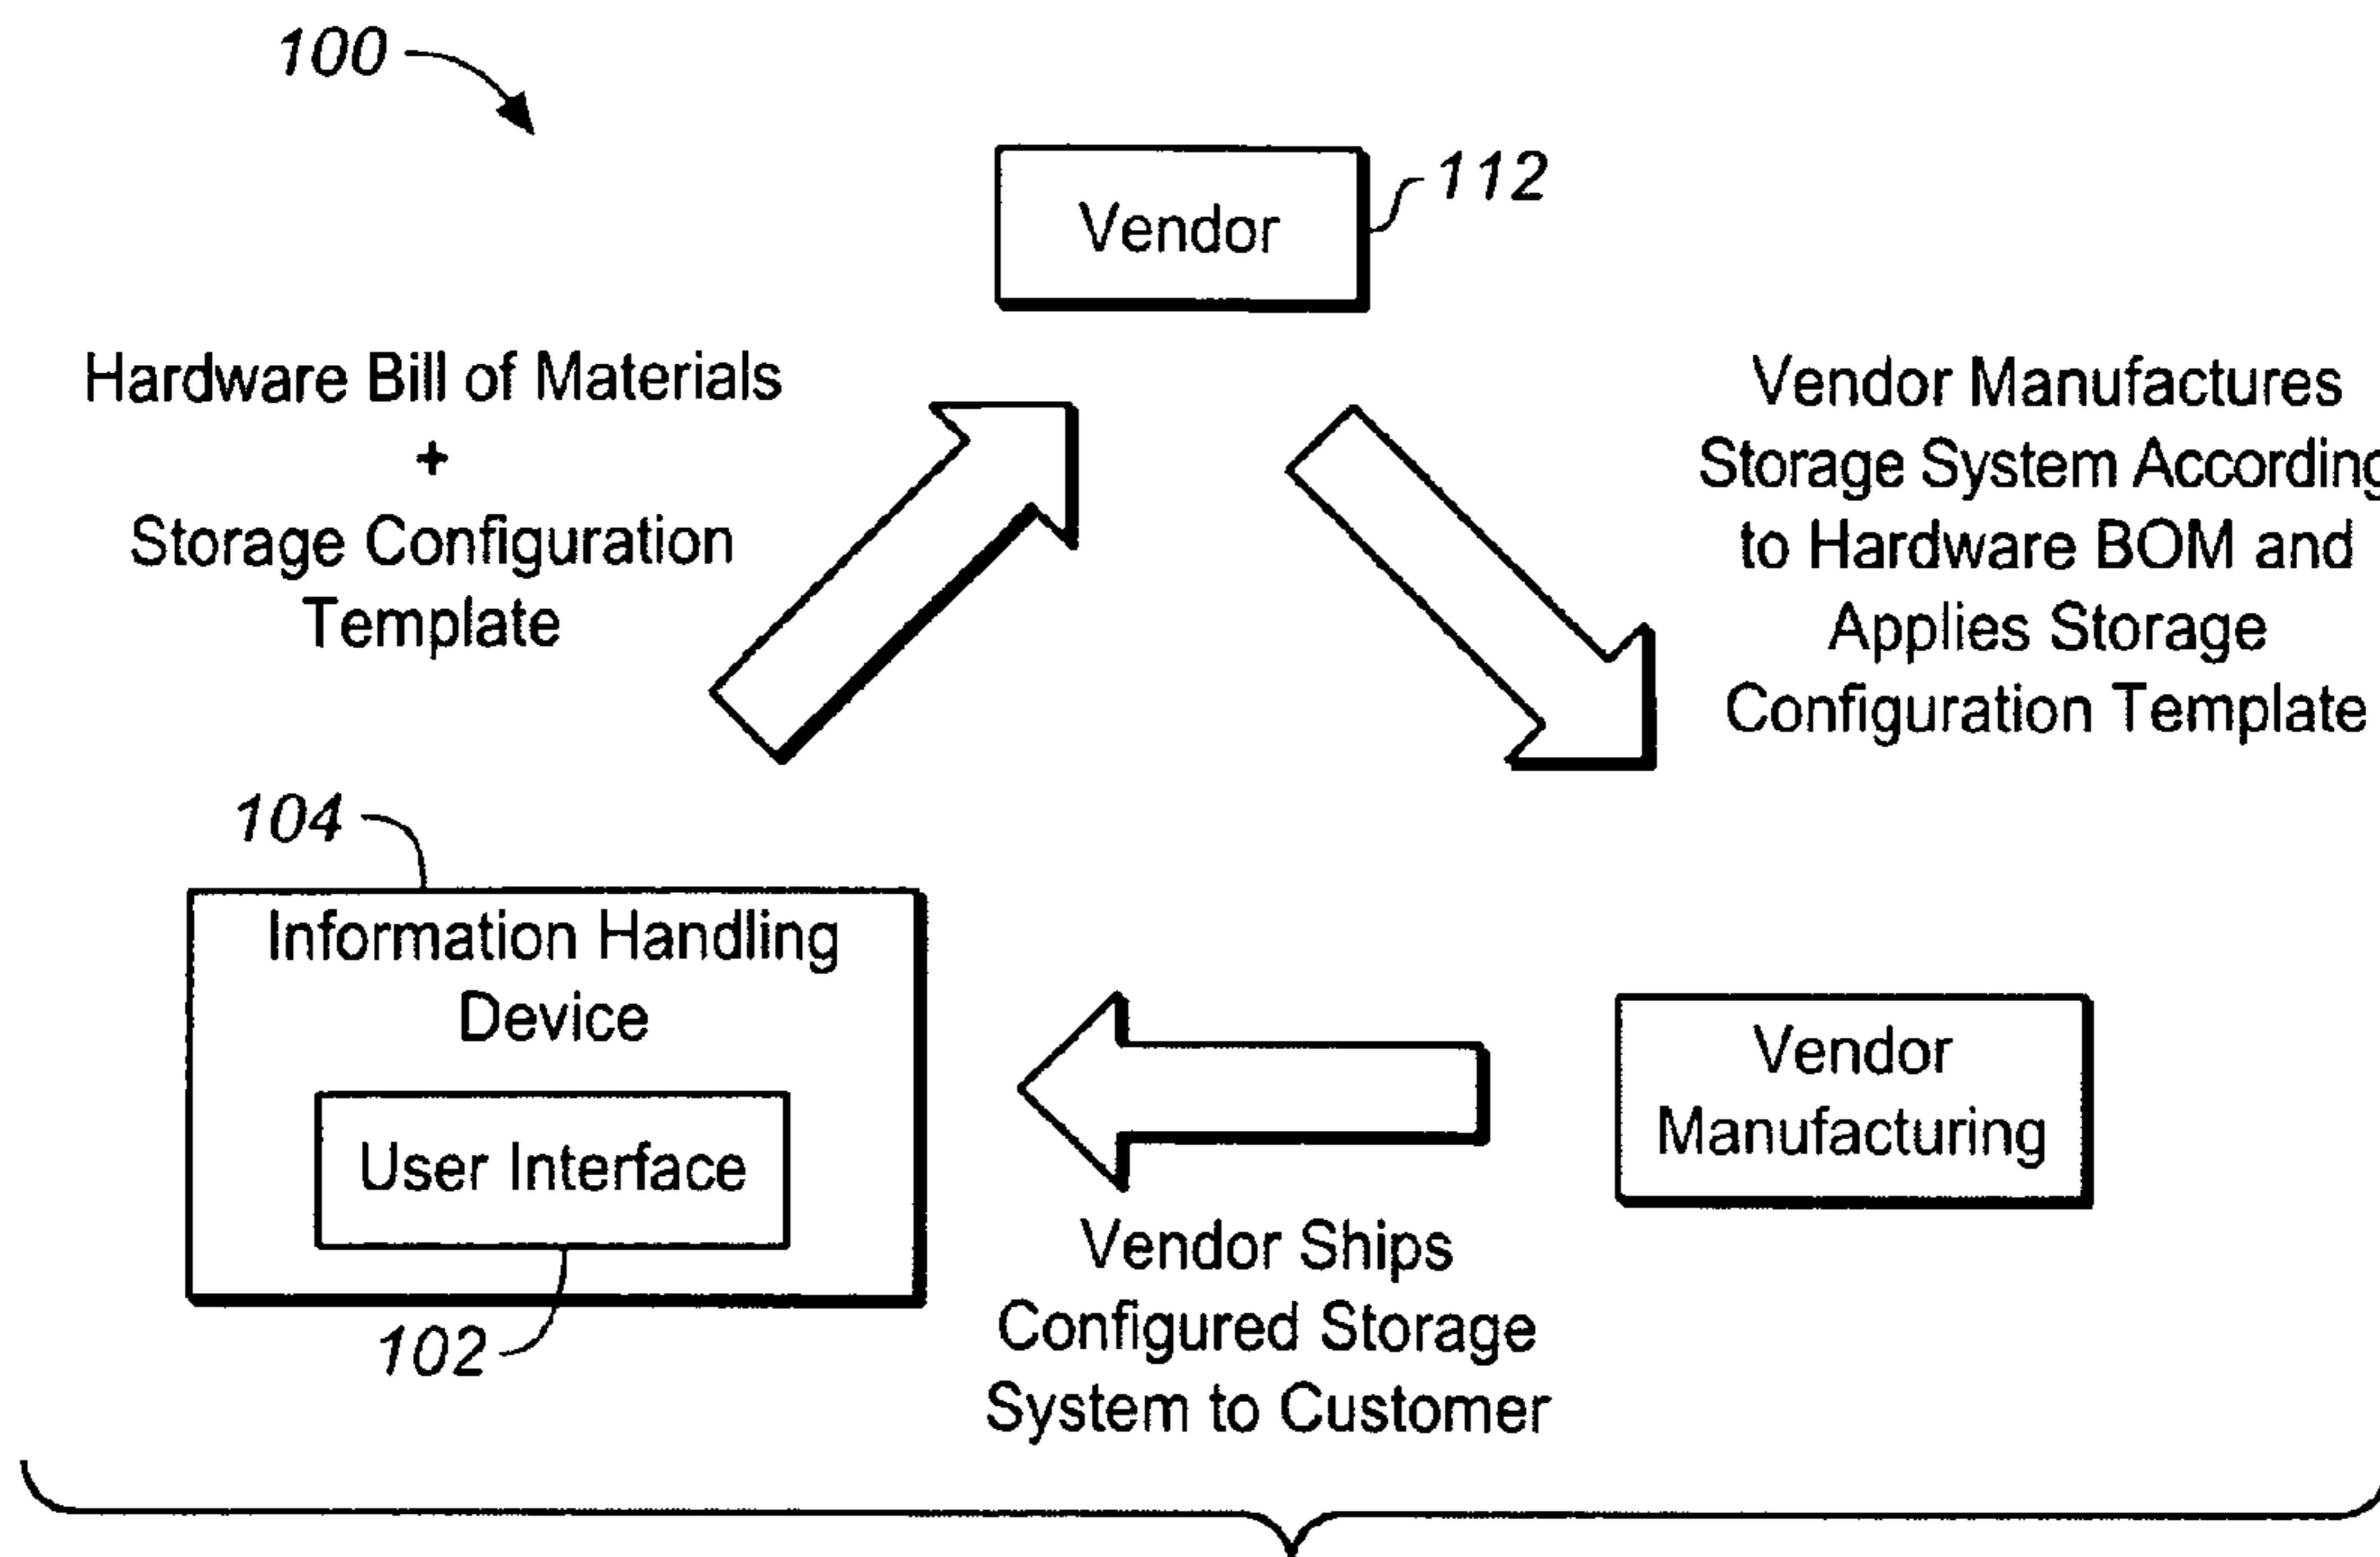 100
Vendor
112
Hardware Bill of Materials
+
Storage Configuration
Template
Vendor Manufactures
Storage System According
to Hardware BOM and
Applies Storage
Configuration Template
104
Information Handling
Device
User Interface
102
Vendor
Manufacturing
Vendor Ships
Configured Storage
System to Customer